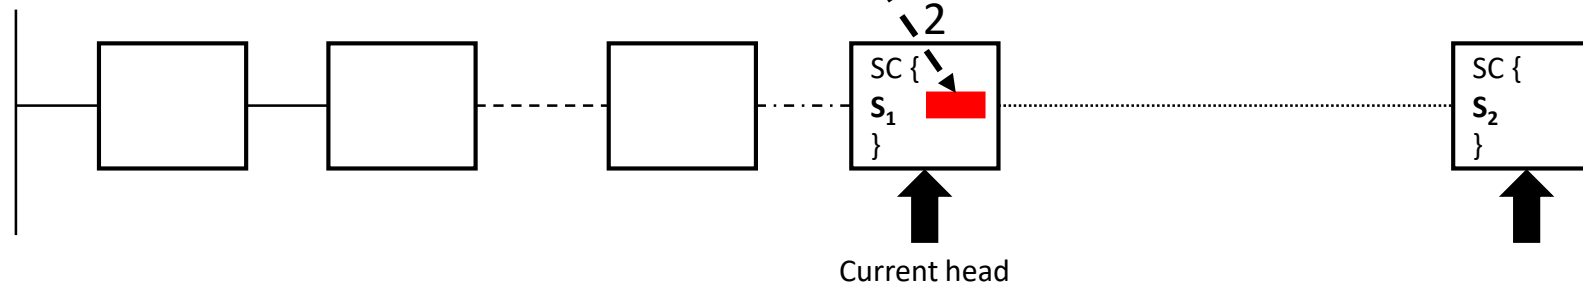 2
SC {
S₁
}
SC {
S₂
}
Current head